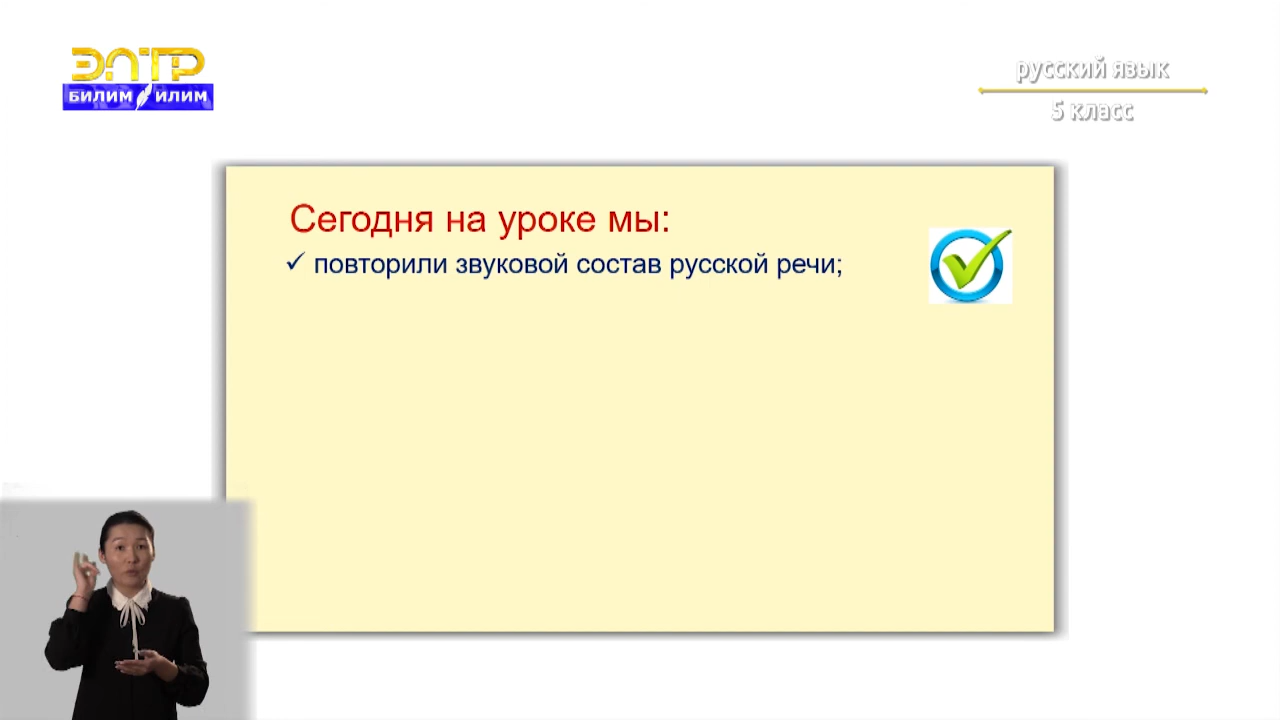 ЭЛТР
БИЛИМ ИЛИМ
русский язык
5 класс
Сегодня на уроке мы:
✓ повторили звуковой состав русской речи;